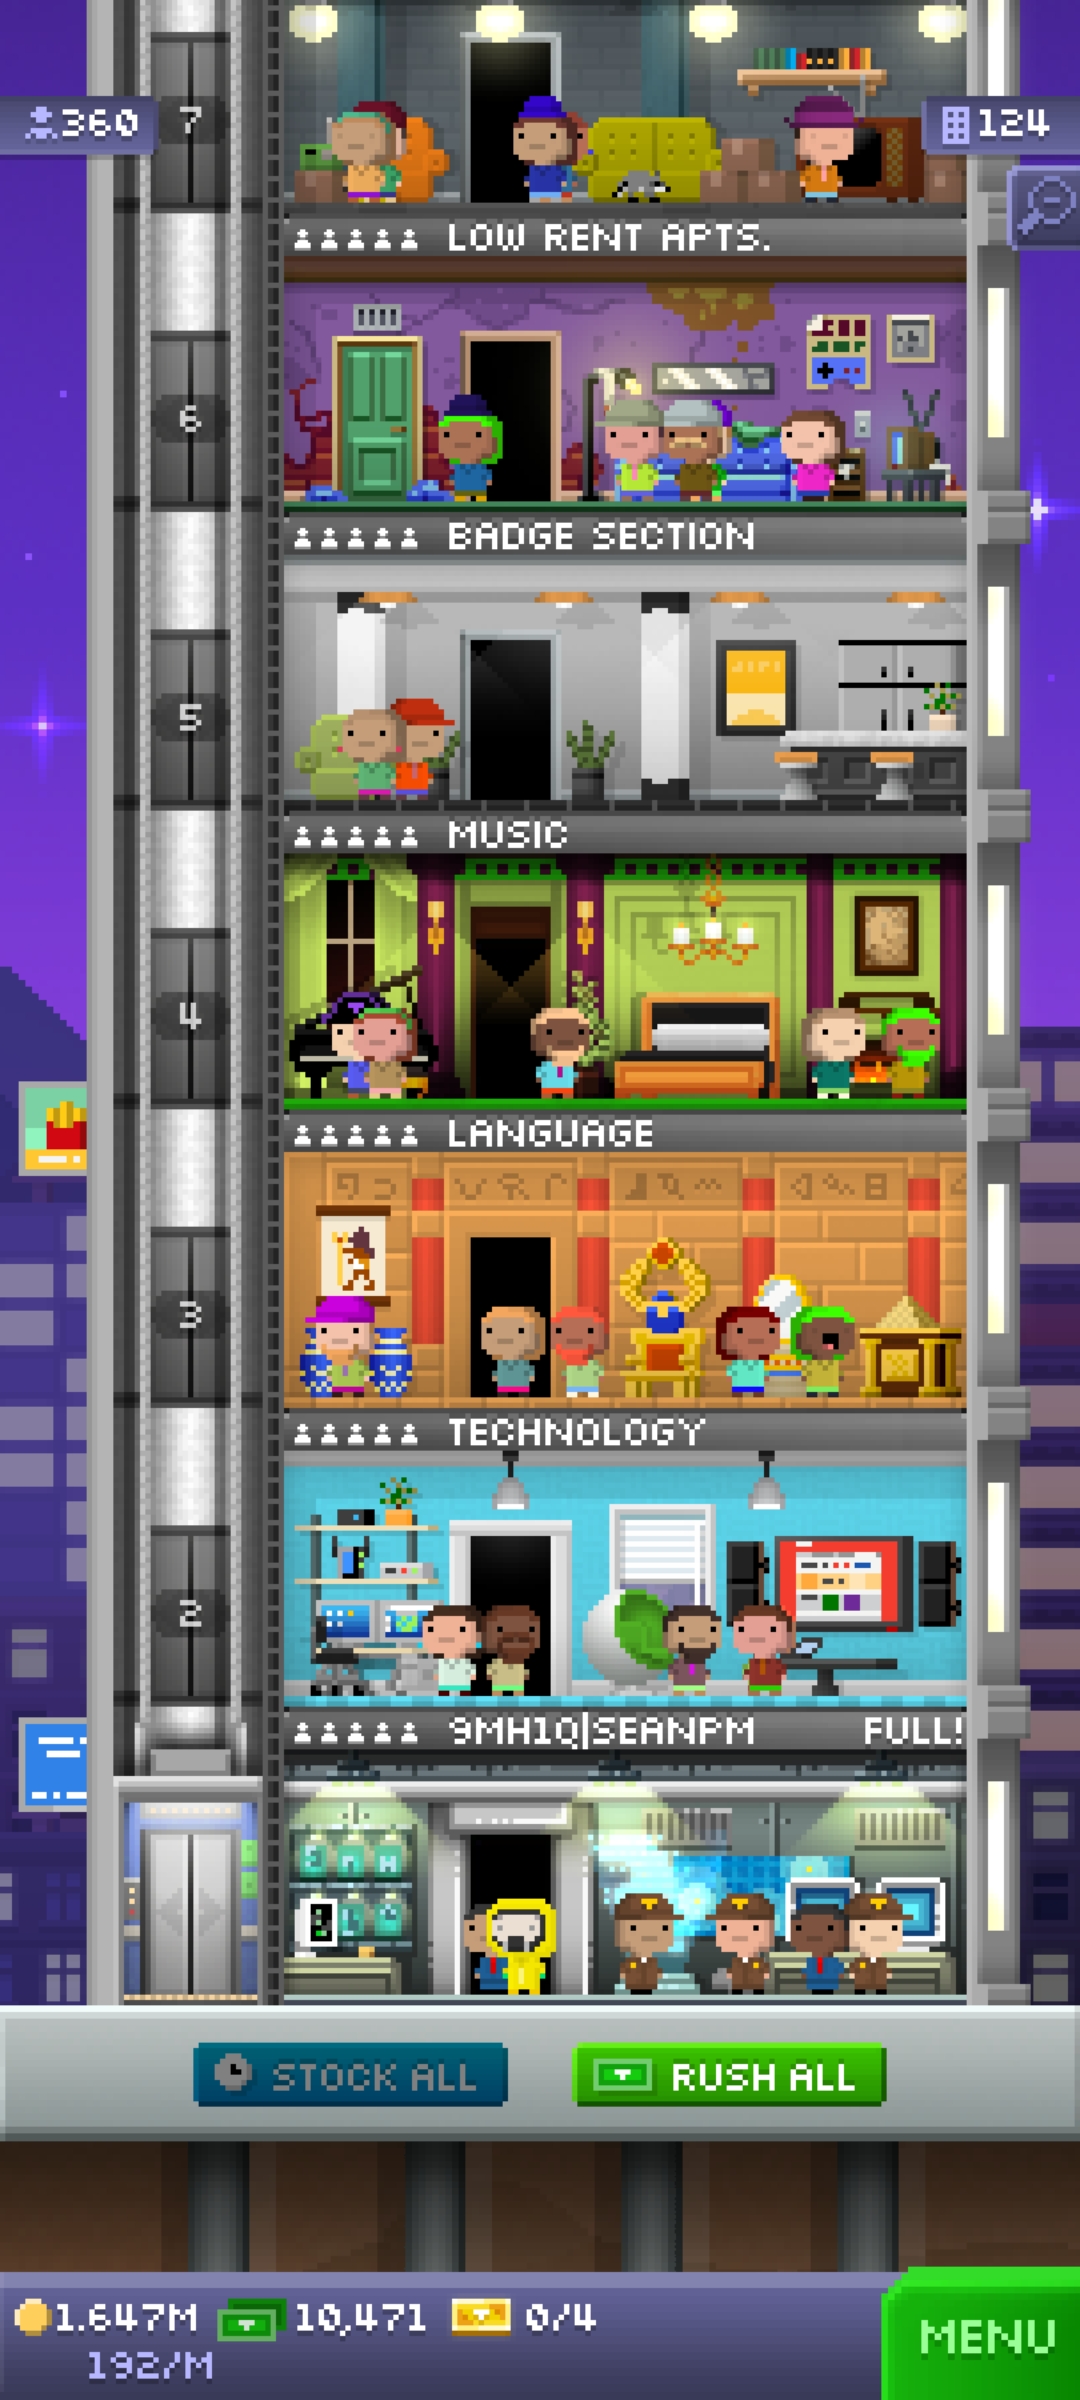 360
7
124
LOW RENT APTS.
6
BADGE SECTION
5
MUSIC
4
LANGUAGE
3
TECHNOLOGY
2
9MH1Q|SEANPM FULL!
STOCK ALL
RUSH ALL
1.647M 10,471 0/4
192/M
MENU